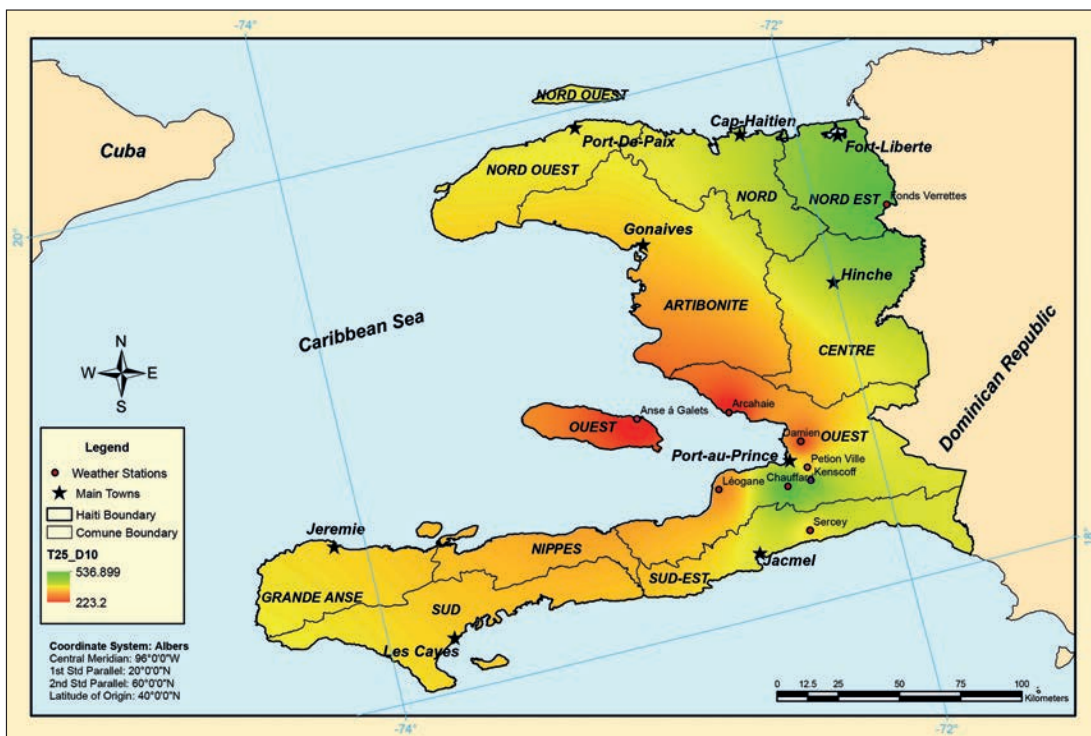 -74°
-72°
NORD OUEST
Cap-Haitien
Cuba
Port-De-Paix
Fort-Liberte
NORD OUEST
NORD
NORD EST
Fonds Verrettes
20°
Gonaives
Hinche
ARTIBONITE
Caribbean Sea
CENTRE
Dominican Republic
N
W E
S
Anse á Galets
Arcahaie
OUEST
Damien
OUEST
Port-au-Prince
Petion Ville
Chauffard
Kenscoff
Léogane
Sercey
18°
Legend
Weather Stations
Main Towns
Haiti Boundary
Comune Boundary
T25_D10
536.899
223.2
Jeremie
NIPPES
Jacmel
GRANDE ANSE
SUD-EST
SUD
Les Cayes
Coordinate System: Albers
Central Meridian: 96°0'0"W
1st Std Parallel: 20°0'0"N
2nd Std Parallel: 60°0'0"N
Latitude of Origin: 40°0'0"N
0 12.5 25 50 75 100
Kilometers
-74°
-72°